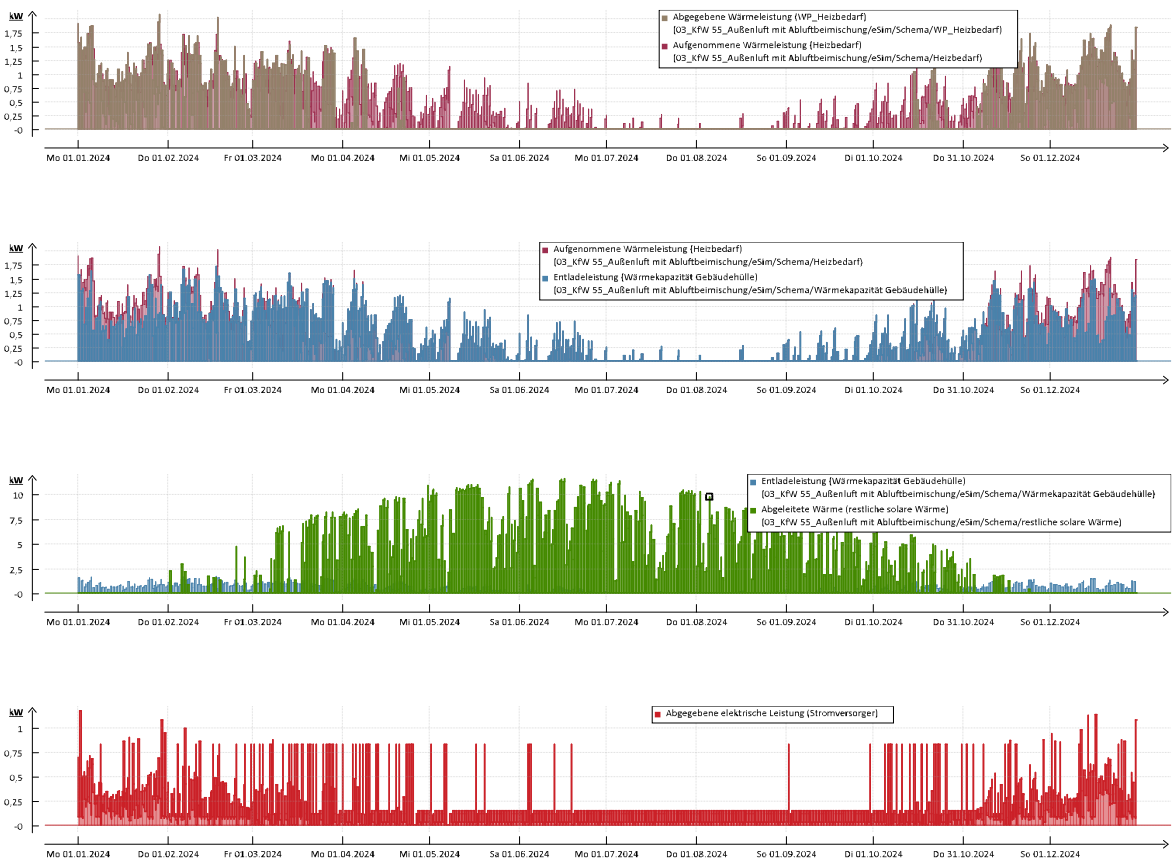 kW
Abgegebene Wärmeleistung (WP_Heizbedarf)
[03_KfW 55_Außenluft mit Abluftbeimischung/eSim/Schema/WP_Heizbedarf)
Aufgenommene Wärmeleistung {Heizbedarf)
[03_KfW 55_Außenluft mit Abluftbeimischung/eSim/Schema/Heizbedarf)
1,75
1,5
1,25
1
0,75
0,5
0,25
-0
Mo 01.01.2024 Do 01.02.2024 Fr 01.03.2024 Mo 01.04.2024 Mi 01.05.2024 Sa 01.06.2024 Mo 01.07.2024 Do 01.08.2024 So 01.09.2024 Di 01.10.2024 Do 31.10.2024 So 01.12.2024
kW
Aufgenommene Wärmeleistung {Heizbedarf)
[03_KfW 55_Außenluft mit Abluftbeimischung/eSim/Schema/Heizbedarf)
Entladeleistung {Wärmekapazität Gebäudehülle)
[03_KfW 55_Außenluft mit Abluftbeimischung/eSim/Schema/Wärmekapazität Gebäudehülle)
1,75
1,5
1,25
1
0,75
0,5
0,25
-0
Mo 01.01.2024 Do 01.02.2024 Fr 01.03.2024 Mo 01.04.2024 Mi 01.05.2024 Sa 01.06.2024 Mo 01.07.2024 Do 01.08.2024 So 01.09.2024 Di 01.10.2024 Do 31.10.2024 So 01.12.2024
kW
Entladeleistung {Wärmekapazität Gebäudehülle)
[03_KfW 55_Außenluft mit Abluftbeimischung/eSim/Schema/Wärmekapazität Gebäudehülle)
Abgeleitete Wärme (restliche solare Wärme)
[03_KfW 55_Außenluft mit Abluftbeimischung/eSim/Schema/restliche solare Wärme)
10
7,5
5
2,5
-0
Mo 01.01.2024 Do 01.02.2024 Fr 01.03.2024 Mo 01.04.2024 Mi 01.05.2024 Sa 01.06.2024 Mo 01.07.2024 Do 01.08.2024 So 01.09.2024 Di 01.10.2024 Do 31.10.2024 So 01.12.2024
kW
Abgegebene elektrische Leistung (Stromversorger)
1
0,75
0,5
0,25
-0
Mo 01.01.2024 Do 01.02.2024 Fr 01.03.2024 Mo 01.04.2024 Mi 01.05.2024 Sa 01.06.2024 Mo 01.07.2024 Do 01.08.2024 So 01.09.2024 Di 01.10.2024 Do 31.10.2024 So 01.12.2024